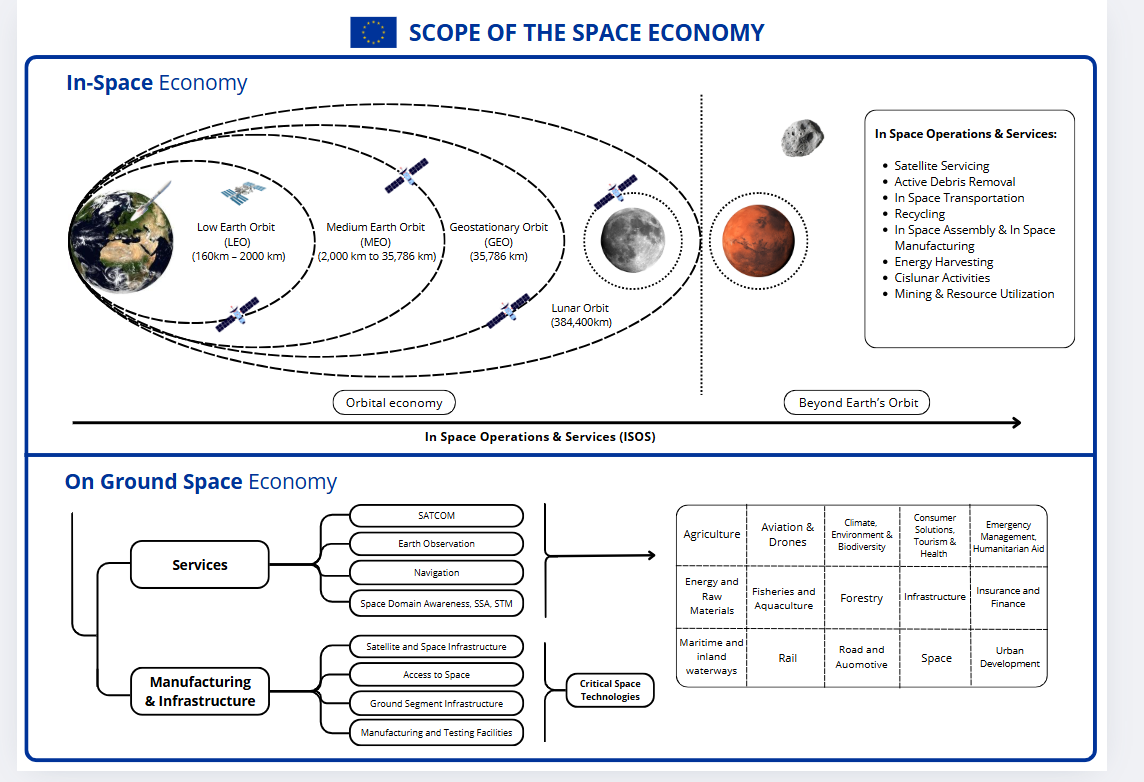 SCOPE OF THE SPACE ECONOMY
In-Space Economy
Low Earth Orbit
(LEO)
(160km – 2000 km)
Medium Earth Orbit
(MEO)
(2,000 km to 35,786 km)
Geostationary Orbit
(GEO)
(35,786 km)
Lunar Orbit
(384,400km)
In Space Operations & Services:
• Satellite Servicing
• Active Debris Removal
• In Space Transportation
• Recycling
• In Space Assembly & In Space
Manufacturing
• Energy Harvesting
• Cislunar Activities
• Mining & Resource Utilization
Orbital economy
Beyond Earth's Orbit
In Space Operations & Services (ISOS)
On Ground Space Economy
Services
SATCOM
Earth Observation
Navigation
Space Domain Awareness, SSA, STM
Manufacturing
& Infrastructure
Satellite and Space Infrastructure
Access to Space
Ground Segment Infrastructure
Manufacturing and Testing Facilities
Critical Space
Technologies
Agriculture
Aviation &
Drones
Climate,
Environment &
Biodiversity
Consumer
Solutions,
Tourism &
Health
Emergency
Management,
Humanitarian Aid
Energy and
Raw
Materials
Fisheries and
Aquaculture
Forestry
Infrastructure
Insurance and
Finance
Maritime and
inland
waterways
Rail
Road and
Auomotive
Space
Urban
Development